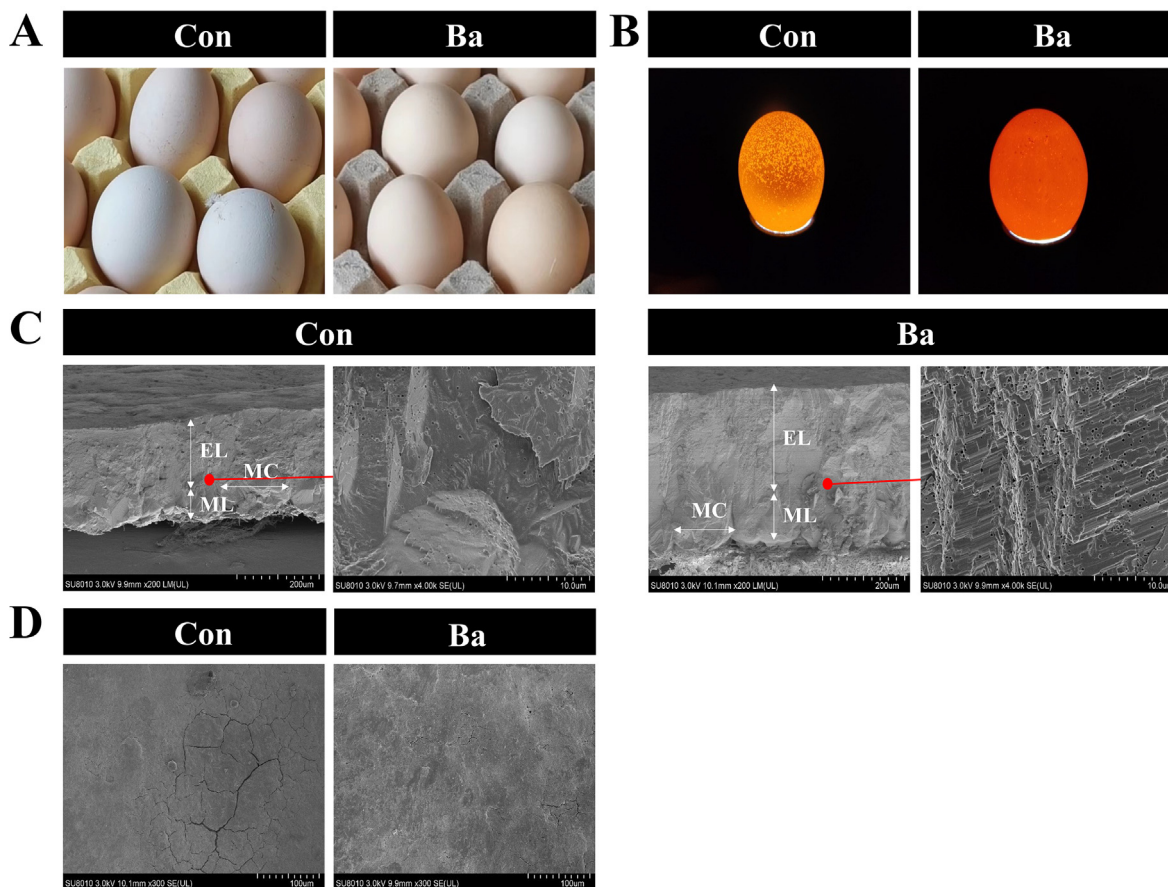 A
Con
Ba
B
Con
Ba
C
Con
Ba
EL
MC
ML
SU8010 3.0kV 9.9mm x200 LM(UL)
200um
SU8010 3.0kV 9.7mm x4.00k SE(UL)
10.0um
EL
MC
ML
SU8010 3.0kV 10.1mm x200 LM(UL)
200um
SU8010 3.0kV 9.9mm x4.00k SE(UL)
10.0um
D
Con
Ba
SU8010 3.0kV 10.1mm x300 SE(UL)
100um
SU8010 3.0kV 9.9mm x300 SE(UL)
100um